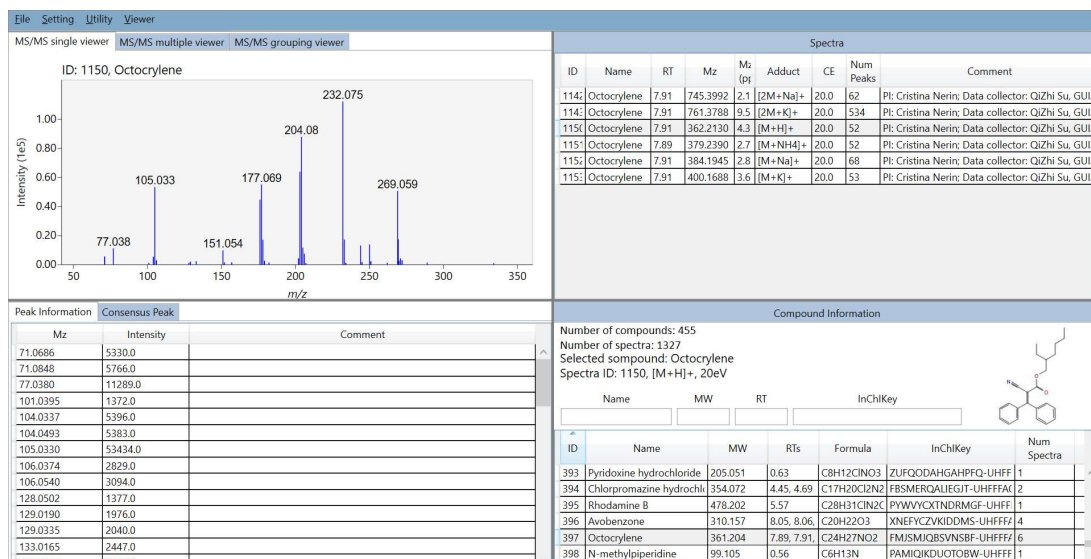 File Setting Utility Viewer
MS/MS single viewer MS/MS multiple viewer MS/MS grouping viewer
ID: 1150, Octocrylene
232.075
204.08
177.069
105.033
269.059
77.038
151.054
Intensity (1e5)
1.00
0.80
0.60
0.40
0.20
0.00
50 100 150 200 250 300 350
m/z
Spectra
ID Name RT Mz Adduct CE Num Peaks Comment
Octocrylene 7.91 745.3992 2.1 [2M+Na]+ 20.0 62 PI: Cristina Nerin; Data collector: QiZhi Su, GUI
Octocrylene 7.91 761.3788 9.5 [2M+K]+ 20.0 534 PI: Cristina Nerin; Data collector: QiZhi Su, GUI
Octocrylene 7.91 362.2130 4.3 [M+H]+ 20.0 52 PI: Cristina Nerin; Data collector: QiZhi Su, GUI
1151 Octocrylene 7.89 379.2390 2.7 [M+NH4]+ 20.0 52 PI: Cristina Nerin; Data collector: QiZhi Su, GUI
Octocrylene 7.91 384.1945 2.8 [M+Na]+ 20.0 68 PI: Cristina Nerin; Data collector: QiZhi Su, GUI
Octocrylene 7.91 400.1688 3.6 [M+K]+ 20.0 53 PI: Cristina Nerin; Data collector: QiZhi Su, GUI
Peak Information Consensus Peak
Mz Intensity Comment
71.0686 5330.0
71.0848 5766.0
77.0380 11289.0
101.0395 1372.0
104.0337 5396.0
104.0493 5383.0
105.0330 53434.0
106.0374 2829.0
106.0540 3094.0
128.0502 1377.0
129.0190 1976.0
129.0335 2040.0
133.0165 2447.0
Compound Information
Number of compounds: 455
Number of spectra: 1327
Selected sompound: Octocrylene
Spectra ID: 1150, [M+H]+, 20eV
Name MW RT InChIKey
ID Name MW RTs Formula InChIKey Num Spectra
393 Pyridoxine hydrochloride 205.051 0.63 C8H12ClNO3 ZUFQODAHGAHPFQ-UHFF 1
394 Chlorpromazine hydrochl 354.072 4.45, 4.69 C17H20Cl2N2 FBSMERQALIEGJT-UHFFFA 2
395 Rhodamine B 478.202 5.57 C28H31ClN2 PYWVYCXTNDRMGF-UHFF 1
396 Avobenzone 310.157 8.05, 8.06, C20H22O3 XNEFYCZVKIDDMS-UHFFF 4
397 Octocrylene 361.204 7.89, 7.91, C24H27NO2 FMJSMJQBSVNSBF-UHFFF 6
398 N-methylpiperidine 99.105 0.56 C6H13N PAMIQIKDUOTOBW-UHFFF 1